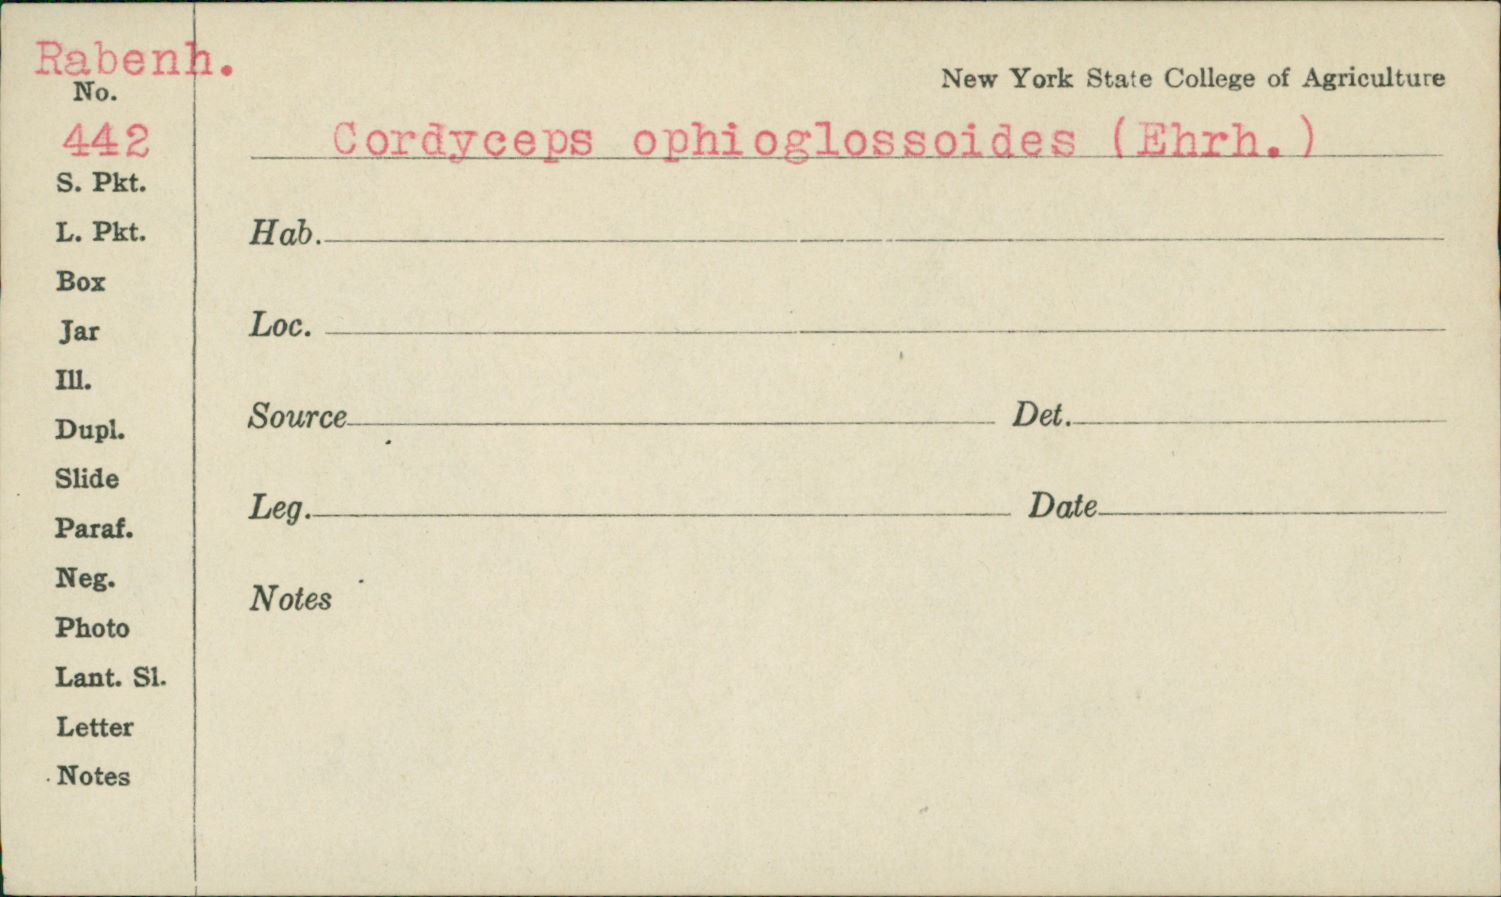 Rabenh.
No.
442
S. Pkt.
L. Pkt.
Box
Jar
Ill.
Dupl.
Slide
Paraf.
Neg.
Photo
Lant. Sl.
Letter
Notes
New York State College of Agriculture
Cordyceps ophioglossoides (Ehrh.)
Hab.
Loc.
Source Det.
Leg. Date
Notes